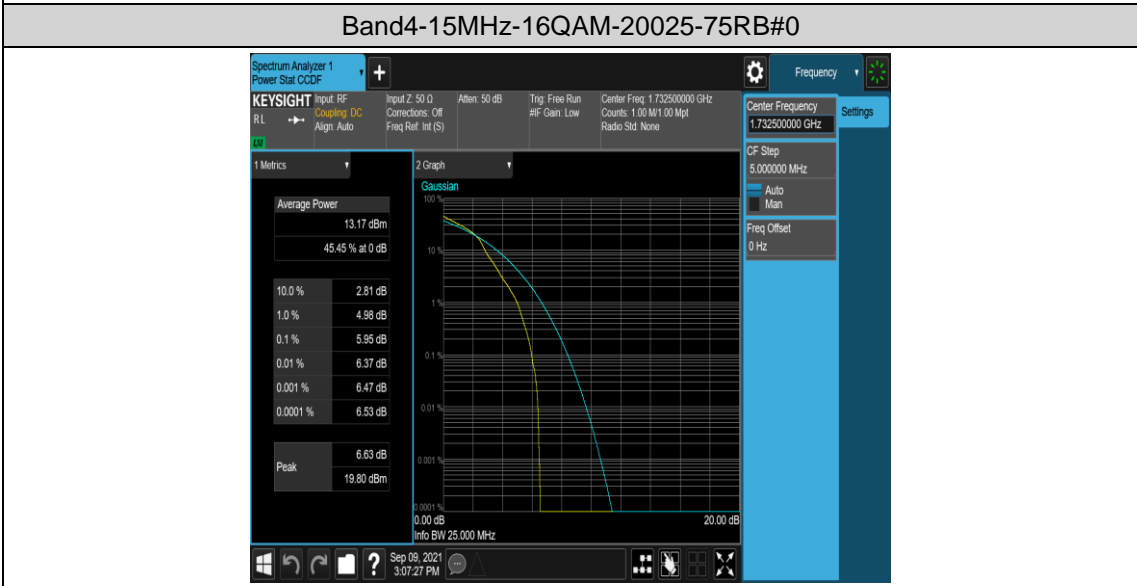 Band4-15MHz-16QAM-20025-75RB#0
Spectrum Analyzer 1
Power Stat CCDF
+
Frequency
KEYSIGHT
RL
LXI
Input: RF
Coupling: DC
Align: Auto
Input Z: 50 Ω
Corrections: Off
Freq Ref: Int (S)
Atten: 50 dB
Trig: Free Run
#IF Gain: Low
Center Freq: 1.732500000 GHz
Counts: 1.00 M/1.00 Mpt
Radio Std: None
Center Frequency
1.732500000 GHz
Settings
CF Step
5.000000 MHz
Auto
Man
Freq Offset
0 Hz
1 Metrics
Average Power
13.17 dBm
45.45 % at 0 dB
10.0 % 2.81 dB
1.0 % 4.98 dB
0.1 % 5.95 dB
0.01 % 6.37 dB
0.001 % 6.47 dB
0.0001 % 6.53 dB
Peak
6.63 dB
19.80 dBm
2 Graph
Gaussian
100 %
10 %
1 %
0.1 %
0.01 %
0.001 %
0.0001 %
0.00 dB 20.00 dB
Info BW 25.000 MHz
?
Sep 09, 2021
3:07:27 PM